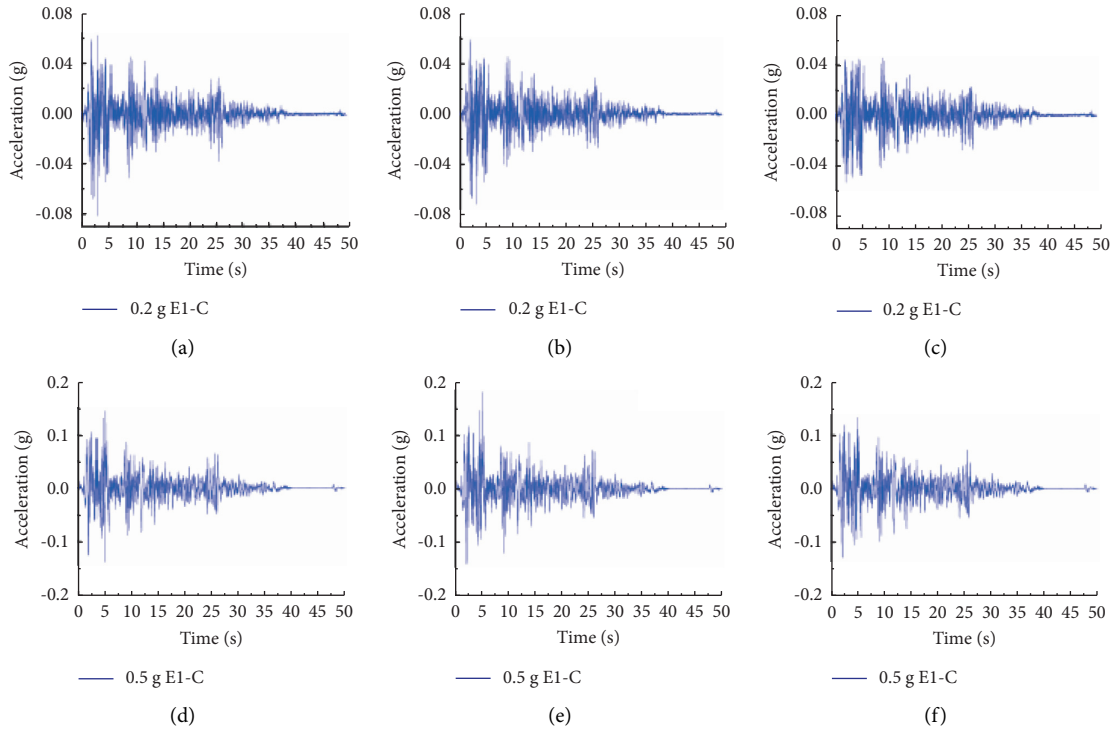 0.08
0.04
0.00
-0.04
-0.08
Acceleration (g)
0 5 10 15 20 25 30 35 40 45 50
Time (s)
0.2 g E1-C
(a)
0.08
0.04
0.00
-0.04
-0.08
Acceleration (g)
0 5 10 15 20 25 30 35 40 45 50
Time (s)
0.2 g E1-C
(b)
0.08
0.04
0.00
-0.04
-0.08
Acceleration (g)
0 5 10 15 20 25 30 35 40 45 50
Time (s)
0.2 g E1-C
(c)
0.2
0.1
0.0
-0.1
-0.2
Acceleration (g)
0 5 10 15 20 25 30 35 40 45 50
Time (s)
0.5 g E1-C
(d)
0.2
0.1
0.0
-0.1
-0.2
Acceleration (g)
0 5 10 15 20 25 30 35 40 45 50
Time (s)
0.5 g E1-C
(e)
0.2
0.1
0.0
-0.1
-0.2
Acceleration (g)
0 5 10 15 20 25 30 35 40 45 50
Time (s)
0.5 g E1-C
(f)